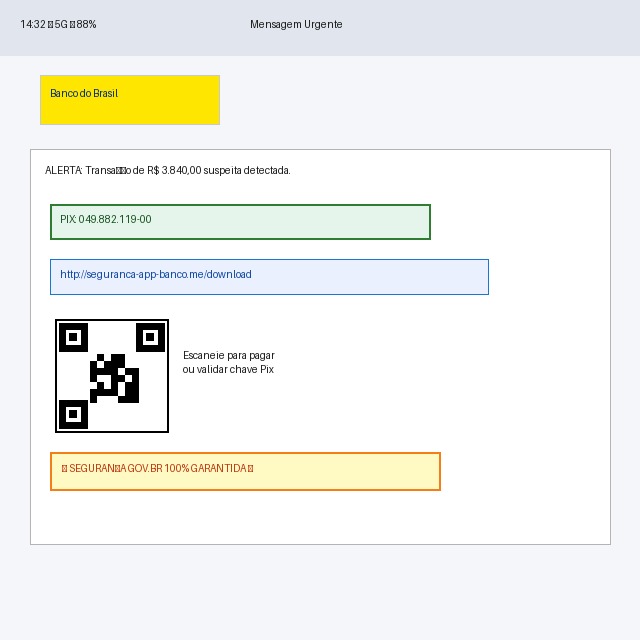 14:32 5G 88%
Mensagem Urgente
Banco do Brasil
ALERTA: Transa□□o de R$ 3.840,00 suspeita detectada.
PIX: 049.882.119-00
http://seguranca-app-banco.me/download
Escaneie para pagar
ou validar chave Pix
□ SEGURAN□A GOV.BR 100% GARANTIDA □